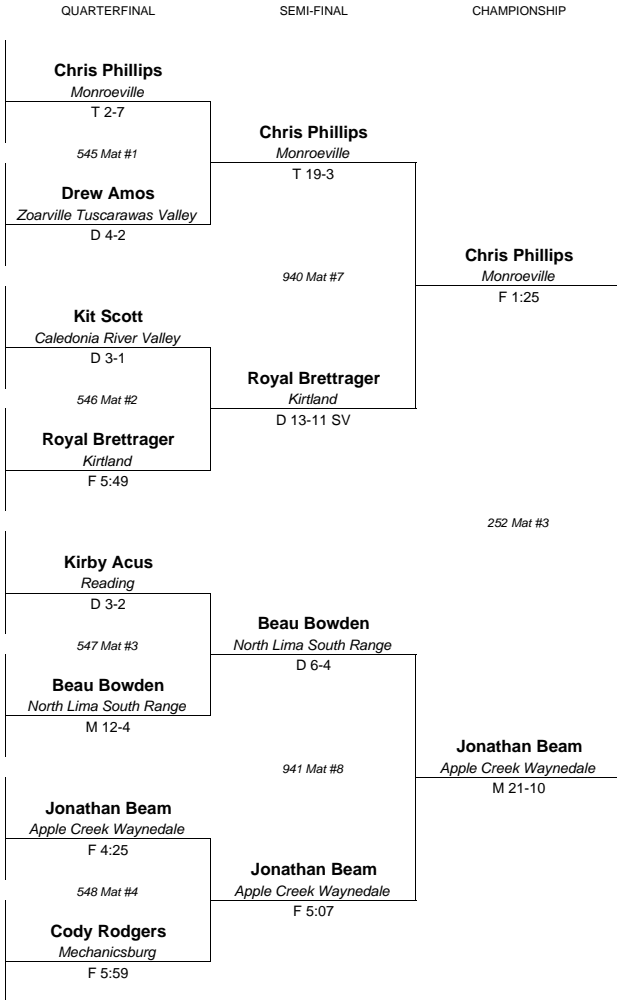 QUARTERFINAL SEMI-FINAL CHAMPIONSHIP
Chris Phillips
Monroeville
T 2-7
Chris Phillips
545 Mat #1
Monroeville
T 19-3
Drew Amos
Zoarville Tuscarawas Valley
D 4-2
Chris Phillips
940 Mat #7
Monroeville
F 1:25
Kit Scott
Caledonia River Valley
D 3-1
Royal Brettrager
546 Mat #2
Kirtland
D 13-11 SV
Royal Brettrager
Kirtland
F 5:49
252 Mat #3
Kirby Acus
Reading
D 3-2
Beau Bowden
547 Mat #3
North Lima South Range
D 6-4
Beau Bowden
North Lima South Range
M 12-4
Jonathan Beam
941 Mat #8
Apple Creek Waynedale
M 21-10
Jonathan Beam
Apple Creek Waynedale
F 4:25
Jonathan Beam
548 Mat #4
Apple Creek Waynedale
F 5:07
Cody Rodgers
Mechanicsburg
F 5:59